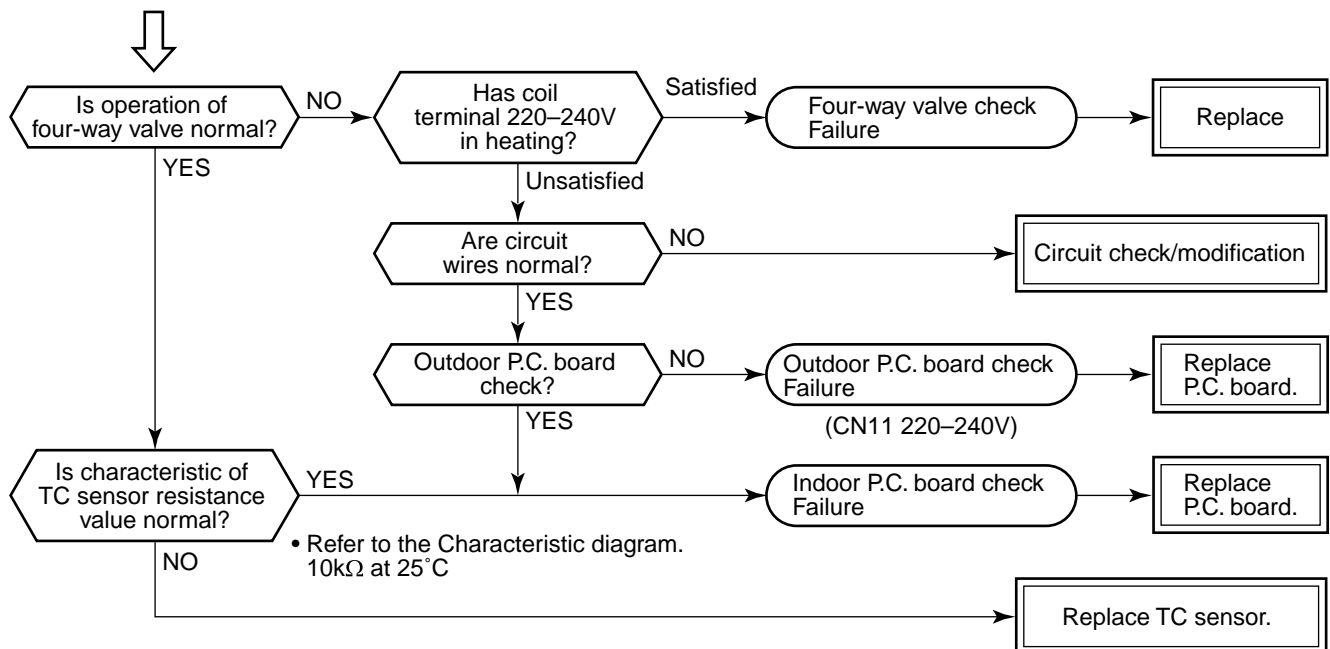 Is operation of
four-way valve normal?
NO
YES
Has coil
terminal 220–240V
in heating?
Satisfied
Unsatisfied
Four-way valve check
Failure
Replace
Are circuit
wires normal?
NO
YES
Circuit check/modification
Outdoor P.C. board
check?
NO
YES
Outdoor P.C. board check
Failure
(CN11 220–240V)
Replace
P.C. board.
Is characteristic of
TC sensor resistance
value normal?
YES
NO
• Refer to the Characteristic diagram.
10kΩ at 25˚C
Indoor P.C. board check
Failure
Replace
P.C. board.
Replace TC sensor.